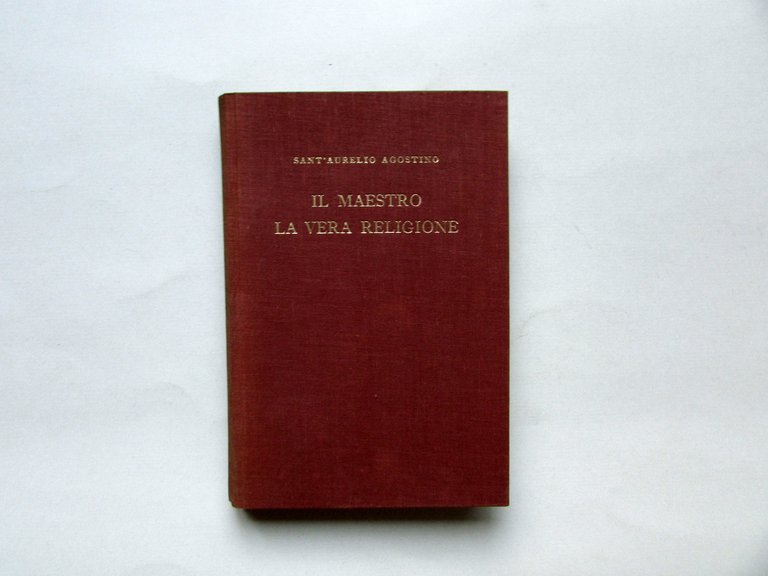 SANT'AURELIO AGOSTINO
IL MAESTRO
LA VERA RELIGIONE